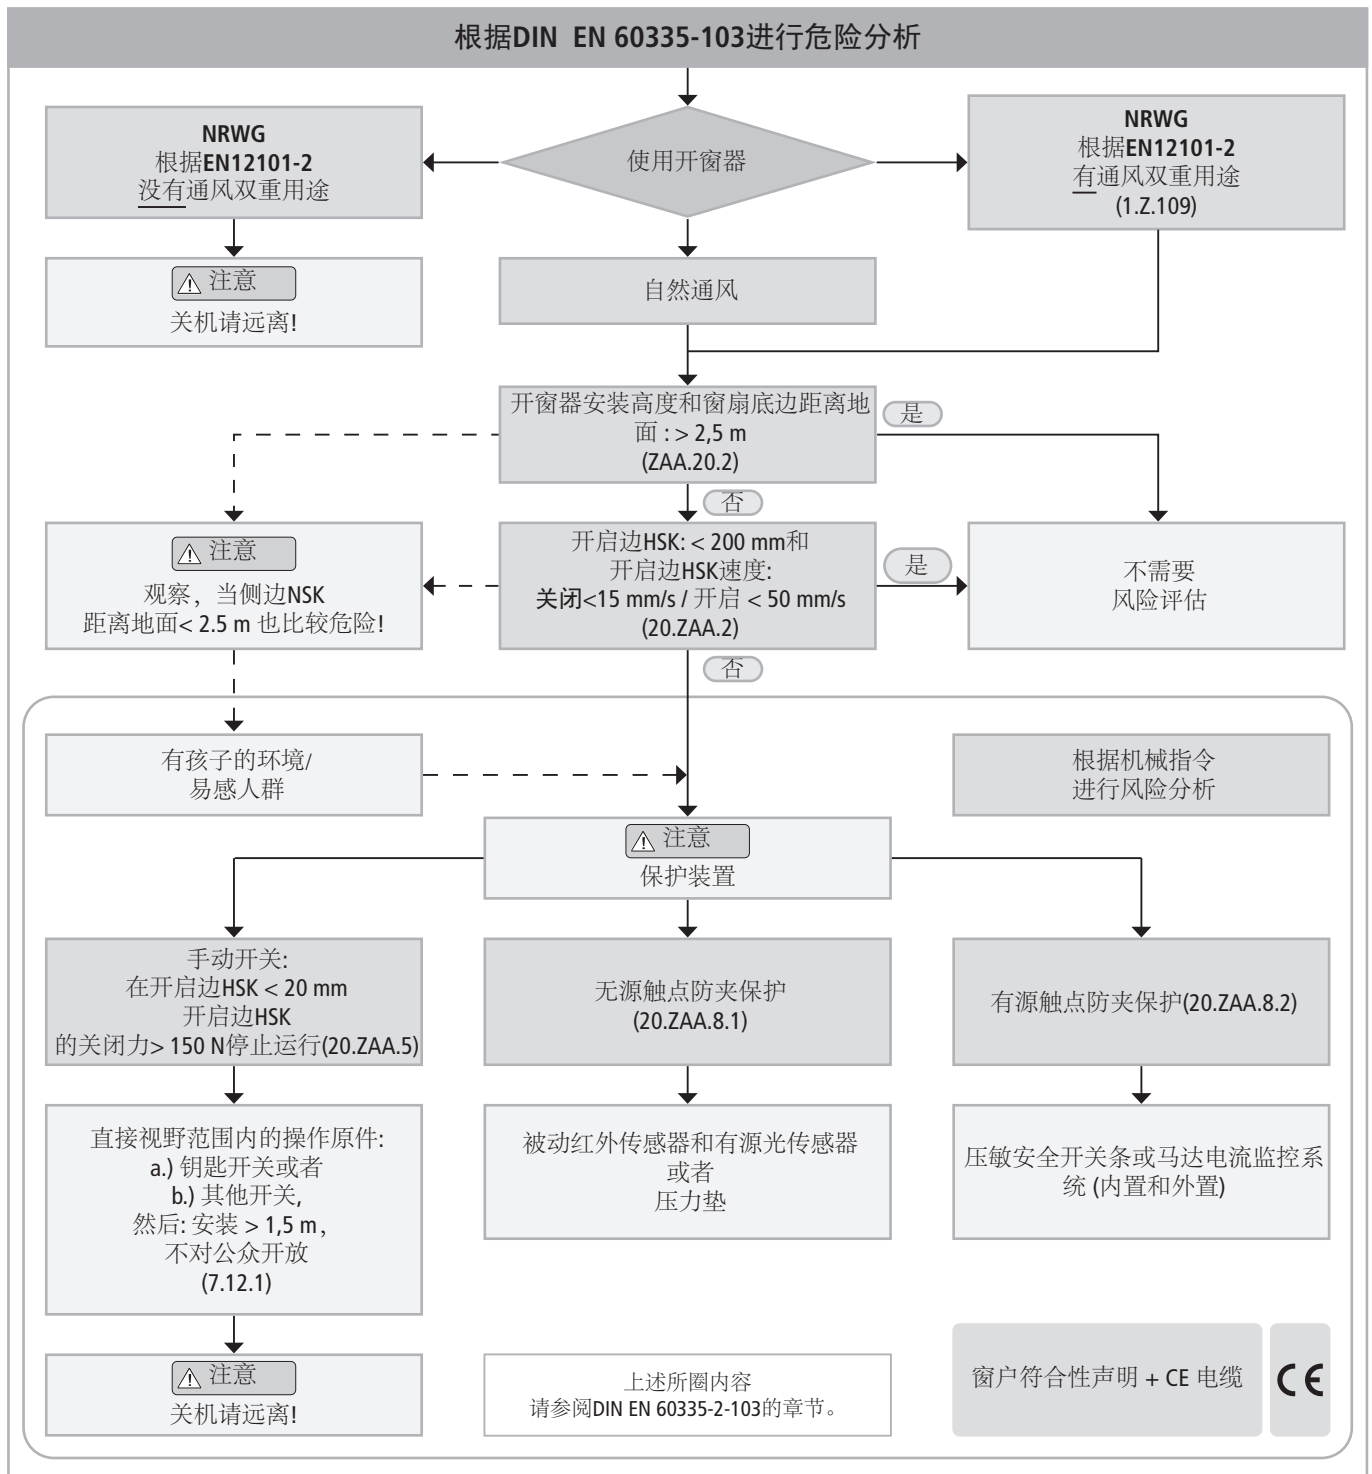 根据DIN EN 60335-103进行危险分析
NRWG
根据EN12101-2
没有通风双重用途
使用开窗器
NRWG
根据EN12101-2
有通风双重用途
(1.Z.109)
注意
关机请远离!
自然通风
开窗器安装高度和窗扇底边距离地
面 : > 2,5 m
(ZAA.20.2)
是
否
注意
观察，当侧边NSK
距离地面< 2.5 m 也比较危险!
开启边HSK: < 200 mm和
开启边HSK速度:
关闭<15 mm/s / 开启 < 50 mm/s
(20.ZAA.2)
是
不需要
风险评估
否
有孩子的环境/
易感人群
根据机械指令
进行风险分析
注意
保护装置
手动开关:
在开启边HSK < 20 mm
开启边HSK
的关闭力> 150 N停止运行(20.ZAA.5)
无源触点防夹保护
(20.ZAA.8.1)
有源触点防夹保护(20.ZAA.8.2)
直接视野范围内的操作原件:
a.) 钥匙开关或者
b.) 其他开关,
然后: 安装 > 1,5 m，
不对公众开放
(7.12.1)
被动红外传感器和有源光传感器
或者
压力垫
压敏安全开关条或马达电流监控系
统 (内置和外置)
注意
关机请远离!
上述所圈内容
请参阅DIN EN 60335-2-103的章节。
窗户符合性声明 + CE 电缆
CE